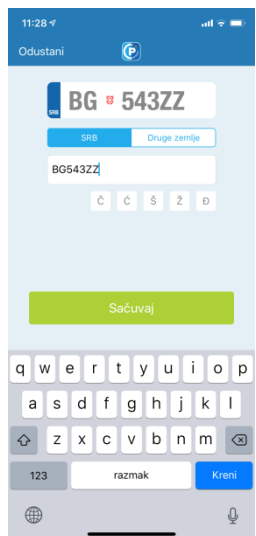 11:28
Odustani
P
SRB
BG 543ZZ
SRB Druge zemlje
BG543ZZ
Č Ć Š Ž Đ
Sačuvaj
q w e r t y u i o p
a s d f g h j k l
z x c v b n m
123 razmak Kreni